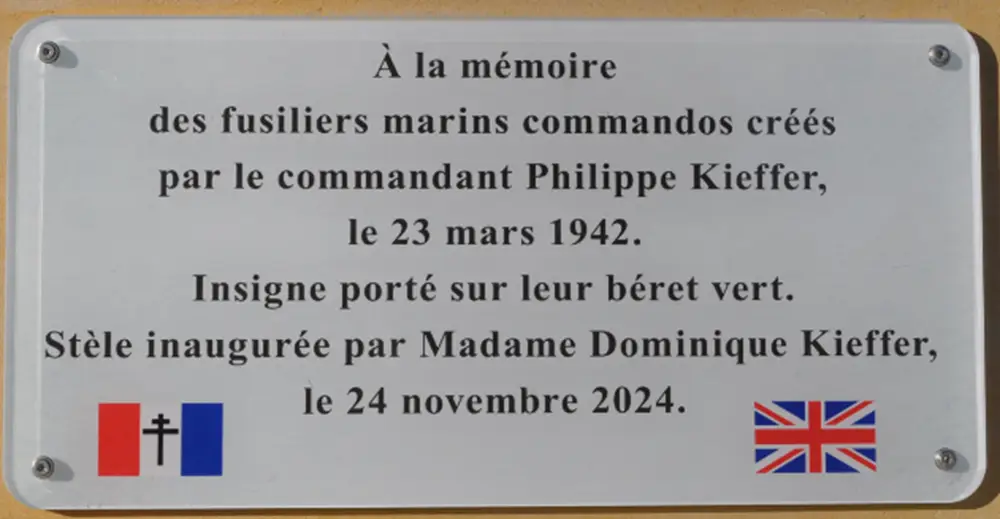 À la mémoire
des fusiliers marins commandos créés
par le commandant Philippe Kieffer,
le 23 mars 1942.
Insigne porté sur leur béret vert.
Stèle inaugurée par Madame Dominique Kieffer,
le 24 novembre 2024.